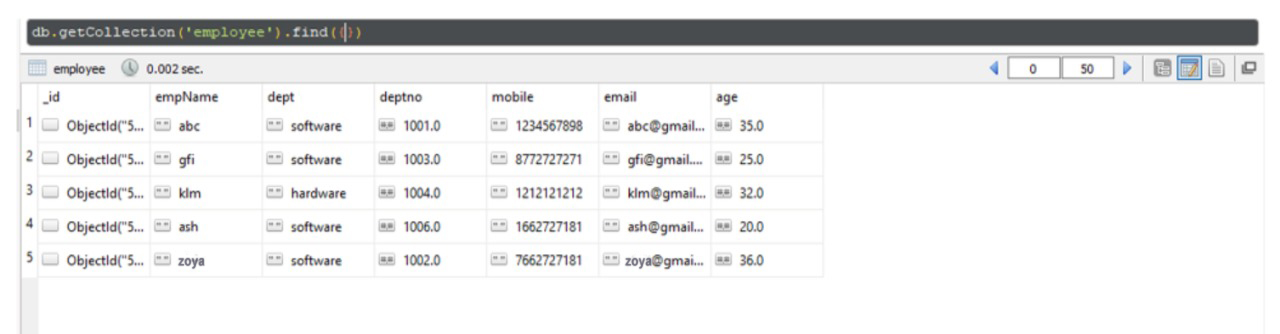 db.getCollection('employee').find({})
employee 0.002 sec. 0 50
_id empName dept deptno mobile email age
1 ObjectId("5... abc software 1001.0 1234567898 abc@gmail... 35.0
2 ObjectId("5... gfi software 1003.0 8772727271 gfi@gmail.... 25.0
3 ObjectId("5... klm hardware 1004.0 1212121212 klm@gmail... 32.0
4 ObjectId("5... ash software 1006.0 1662727181 ash@gmail... 20.0
5 ObjectId("5... zoya software 1002.0 7662727181 zoya@gmai... 36.0